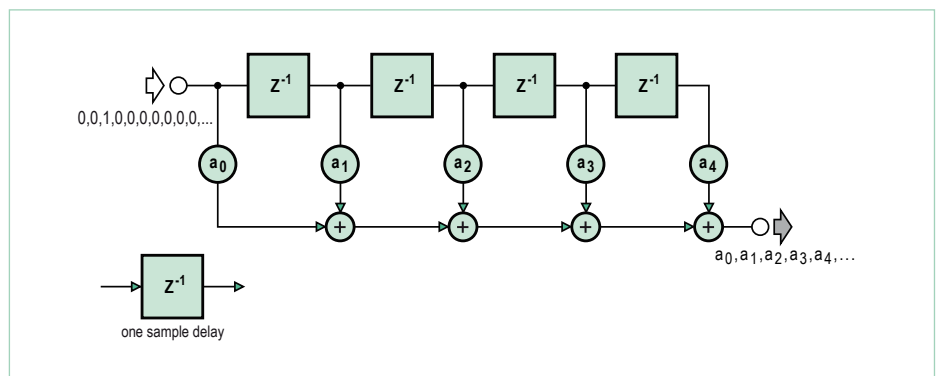 Z⁻¹ Z⁻¹ Z⁻¹ Z⁻¹
0,0,1,0,0,0,0,0,0,0,...
a₀ a₁ a₂ a₃ a₄
+ + + +
a₀,a₁,a₂,a₃,a₄,...
Z⁻¹
one sample delay